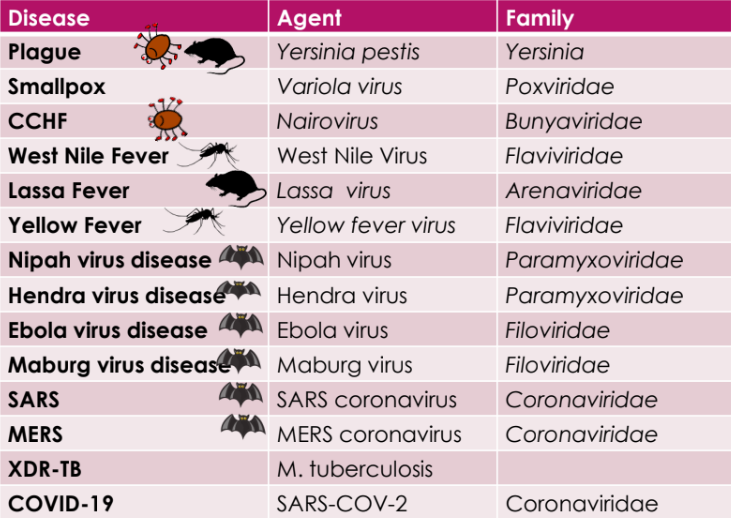 Disease Agent Family
Plague Yersinia pestis Yersinia
Smallpox Variola virus Poxviridae
CCHF Nairovirus Bunyaviridae
West Nile Fever West Nile Virus Flaviviridae
Lassa Fever Lassa virus Arenaviridae
Yellow Fever Yellow fever virus Flaviviridae
Nipah virus disease Nipah virus Paramyxoviridae
Hendra virus disease Hendra virus Paramyxoviridae
Ebola virus disease Ebola virus Filoviridae
Maburg virus disease Maburg virus Filoviridae
SARS SARS coronavirus Coronaviridae
MERS MERS coronavirus Coronaviridae
XDR-TB M. tuberculosis
COVID-19 SARS-COV-2 Coronaviridae